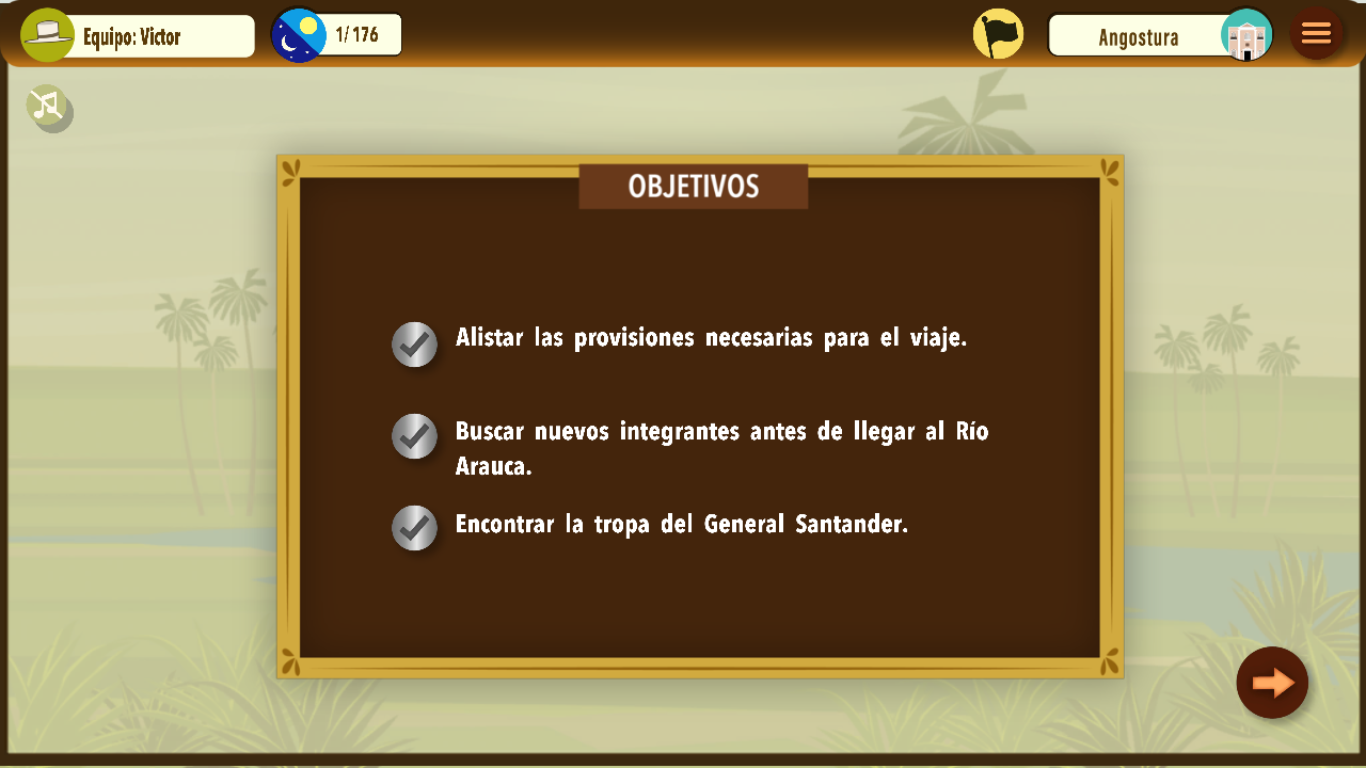 Equipo: Victor
1/176
Angostura
OBJETIVOS
Alistar las provisiones necesarias para el viaje.
Buscar nuevos integrantes antes de llegar al Río
Arauca.
Encontrar la tropa del General Santander.